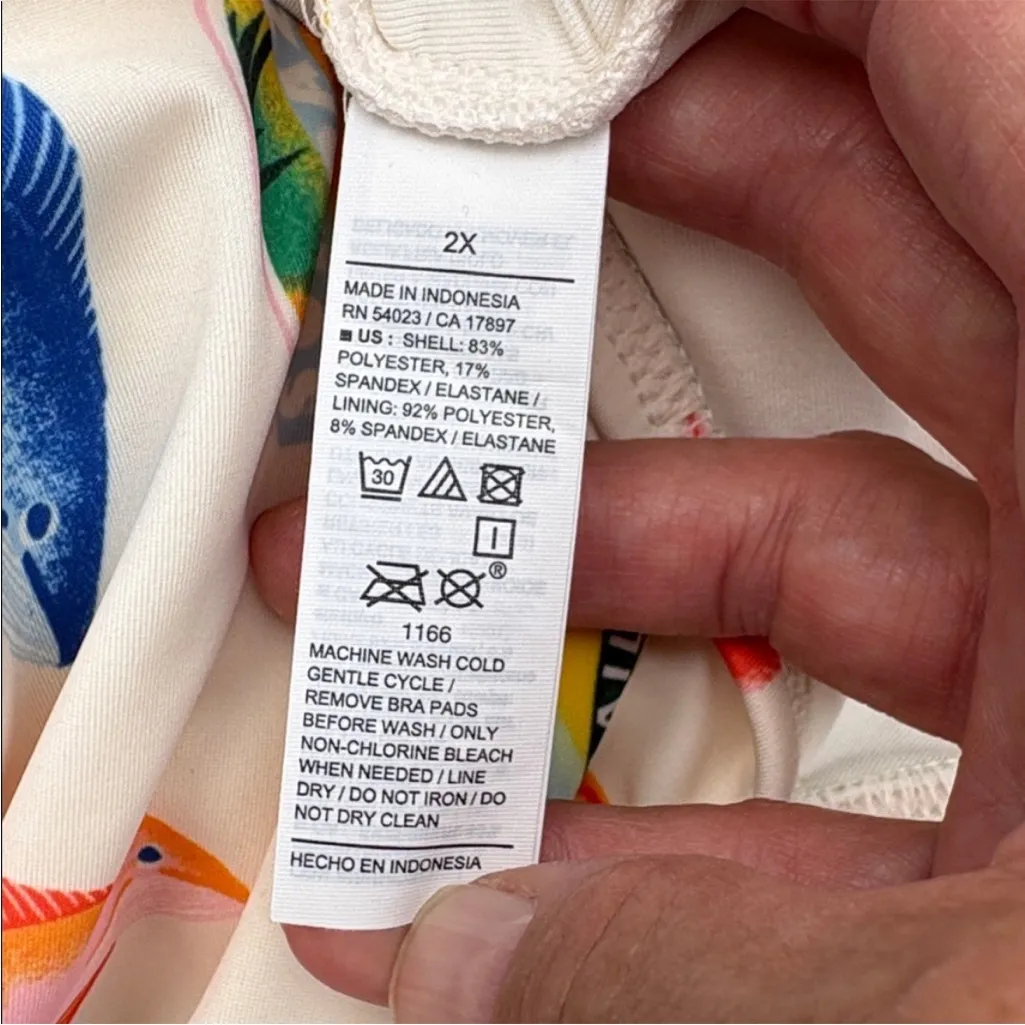 2X
MADE IN INDONESIA
RN 54023 / CA 17897
US : SHELL: 83%
POLYESTER, 17%
SPANDEX / ELASTANE /
LINING: 92% POLYESTER,
8% SPANDEX / ELASTANE
30
®
1166
MACHINE WASH COLD
GENTLE CYCLE /
REMOVE BRA PADS
BEFORE WASH / ONLY
NON-CHLORINE BLEACH
WHEN NEEDED / LINE
DRY / DO NOT IRON / DO
NOT DRY CLEAN
HECHO EN INDONESIA